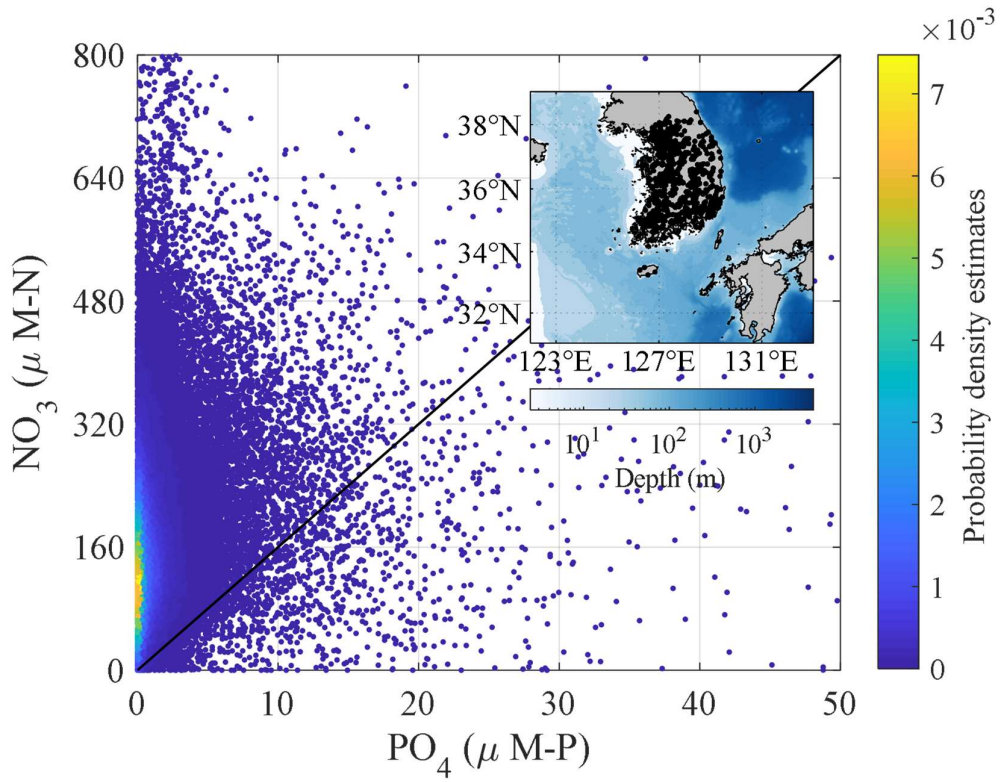 ×10⁻³
800
640
480
320
160
0
NO₃ (μ M-N)
0
10
20
30
40
50
PO₄ (μ M-P)
38°N
36°N
34°N
32°N
123°E
127°E
131°E
10¹
10²
10³
Depth (m)
7
6
5
4
3
2
1
0
Probability density estimates